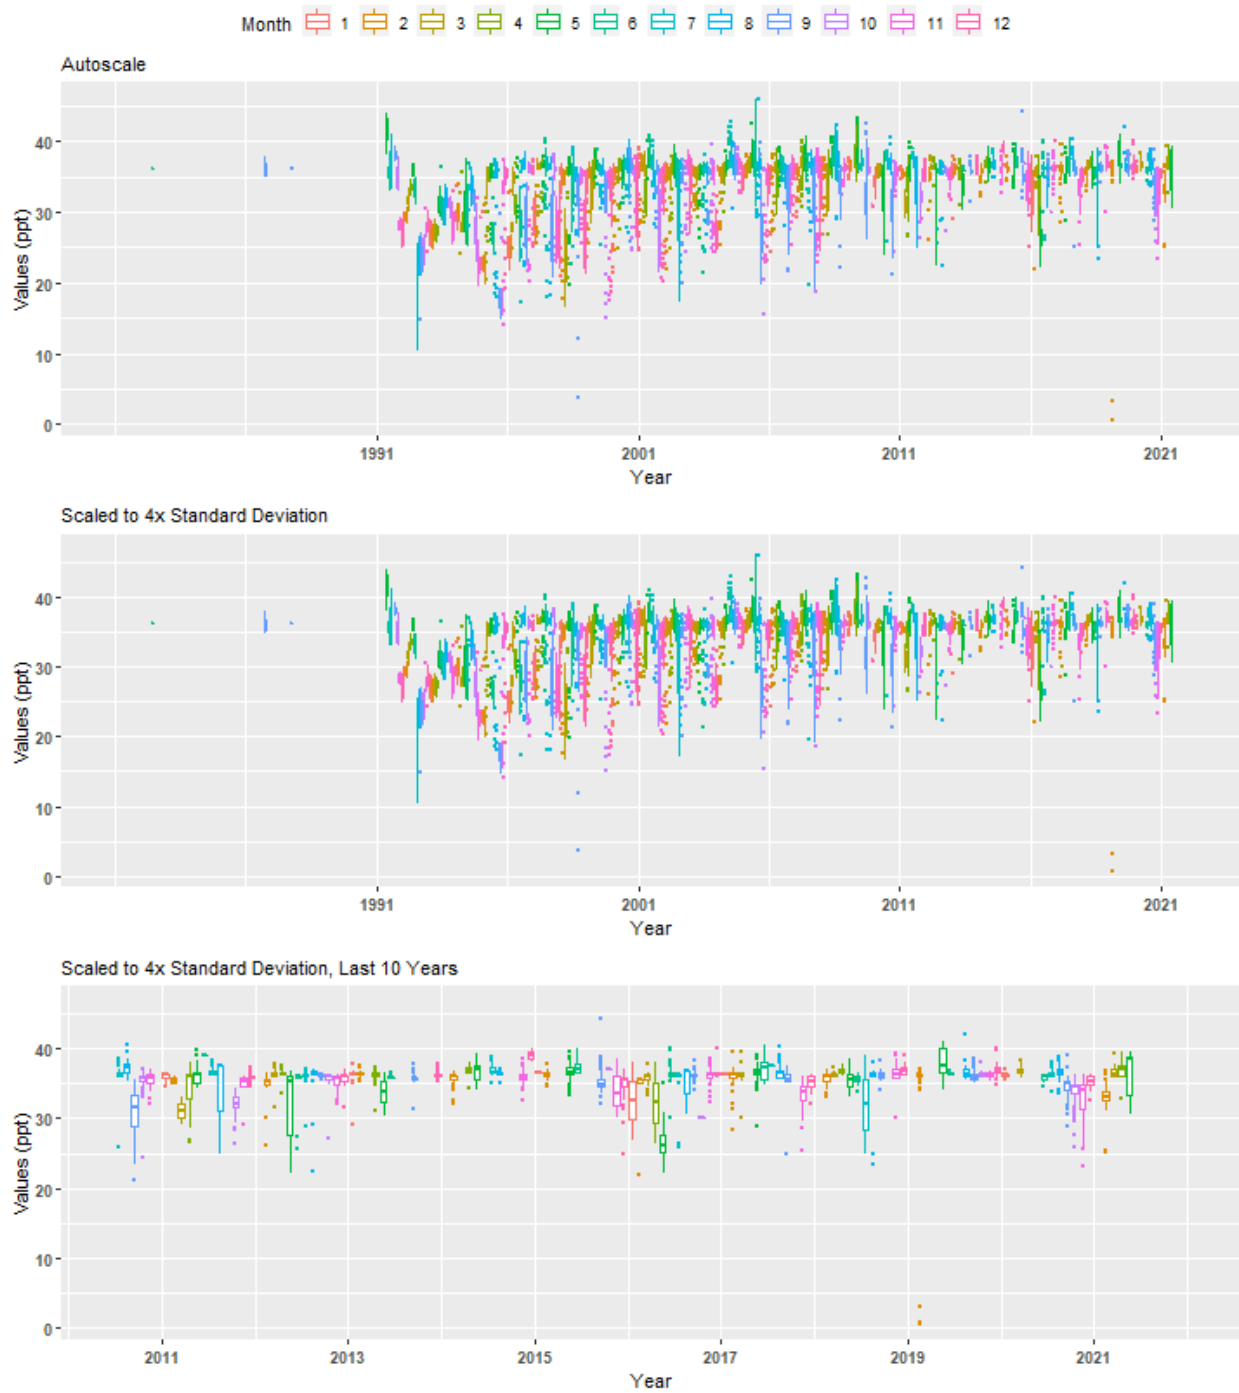 Month 1 2 3 4 5 6 7 8 9 10 11 12
Autoscale
40
30
20
10
0
Values (ppt)
1991 2001 2011 2021
Year
Scaled to 4x Standard Deviation
40
30
20
10
0
Values (ppt)
1991 2001 2011 2021
Year
Scaled to 4x Standard Deviation, Last 10 Years
40
30
20
10
0
Values (ppt)
2011 2013 2015 2017 2019 2021
Year